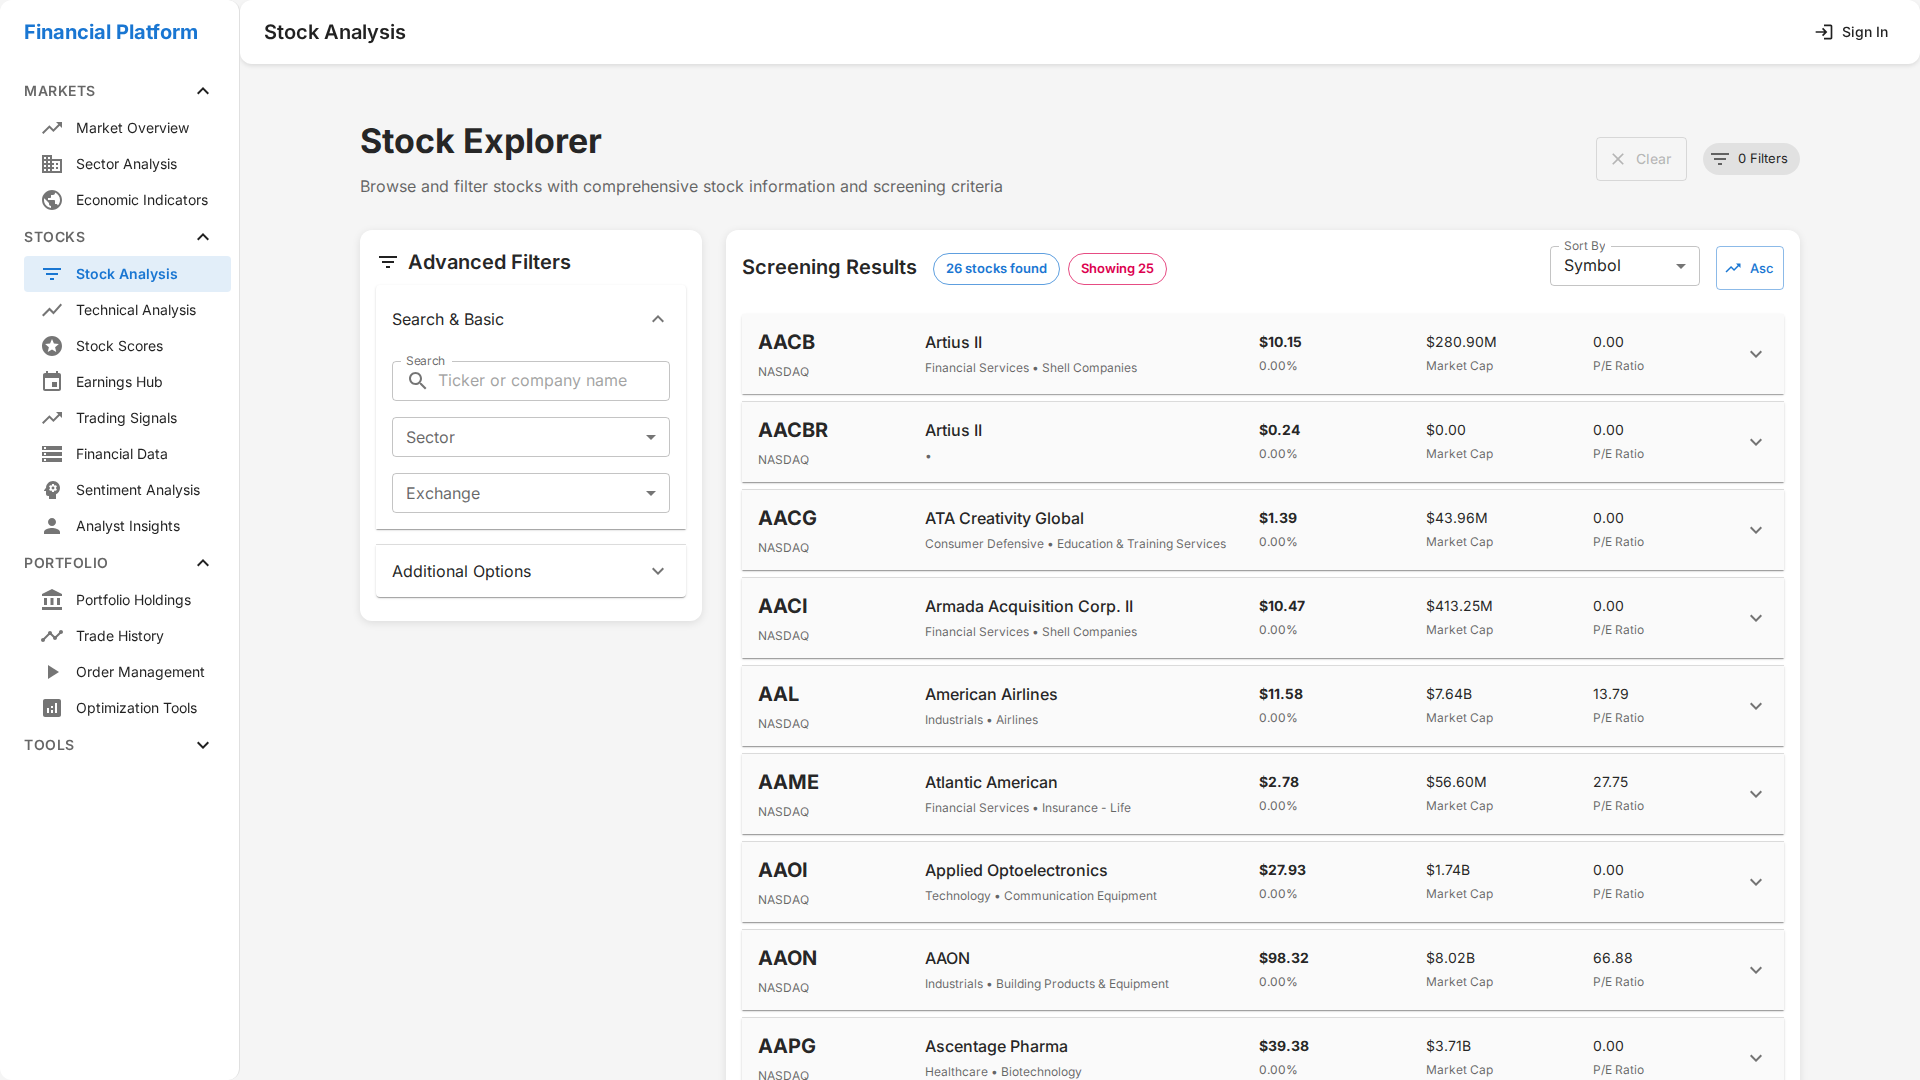 Financial Platform
MARKETS
Market Overview
Sector Analysis
Economic Indicators
STOCKS
Stock Analysis
Technical Analysis
Stock Scores
Earnings Hub
Trading Signals
Financial Data
Sentiment Analysis
Analyst Insights
PORTFOLIO
Portfolio Holdings
Trade History
Order Management
Optimization Tools
TOOLS
Stock Analysis
Sign In
Stock Explorer
Browse and filter stocks with comprehensive stock information and screening criteria
Clear
0 Filters
Advanced Filters
Search & Basic
Search
Ticker or company name
Sector
Exchange
Additional Options
Screening Results
26 stocks found
Showing 25
Sort By
Symbol
Asc
AACB Artius II $10.15 $280.90M 0.00
NASDAQ Financial Services • Shell Companies 0.00% Market Cap P/E Ratio
AACBR Artius II $0.24 $0.00 0.00
NASDAQ • 0.00% Market Cap P/E Ratio
AACG ATA Creativity Global $1.39 $43.96M 0.00
NASDAQ Consumer Defensive • Education & Training Services 0.00% Market Cap P/E Ratio
AACI Armada Acquisition Corp. II $10.47 $413.25M 0.00
NASDAQ Financial Services • Shell Companies 0.00% Market Cap P/E Ratio
AAL American Airlines $11.58 $7.64B 13.79
NASDAQ Industrials • Airlines 0.00% Market Cap P/E Ratio
AAME Atlantic American $2.78 $56.60M 27.75
NASDAQ Financial Services • Insurance - Life 0.00% Market Cap P/E Ratio
AAOI Applied Optoelectronics $27.93 $1.74B 0.00
NASDAQ Technology • Communication Equipment 0.00% Market Cap P/E Ratio
AAON AAON $98.32 $8.02B 66.88
NASDAQ Industrials • Building Products & Equipment 0.00% Market Cap P/E Ratio
AAPG Ascentage Pharma $39.38 $3.71B 0.00
NASDAQ Healthcare • Biotechnology 0.00% Market Cap P/E Ratio